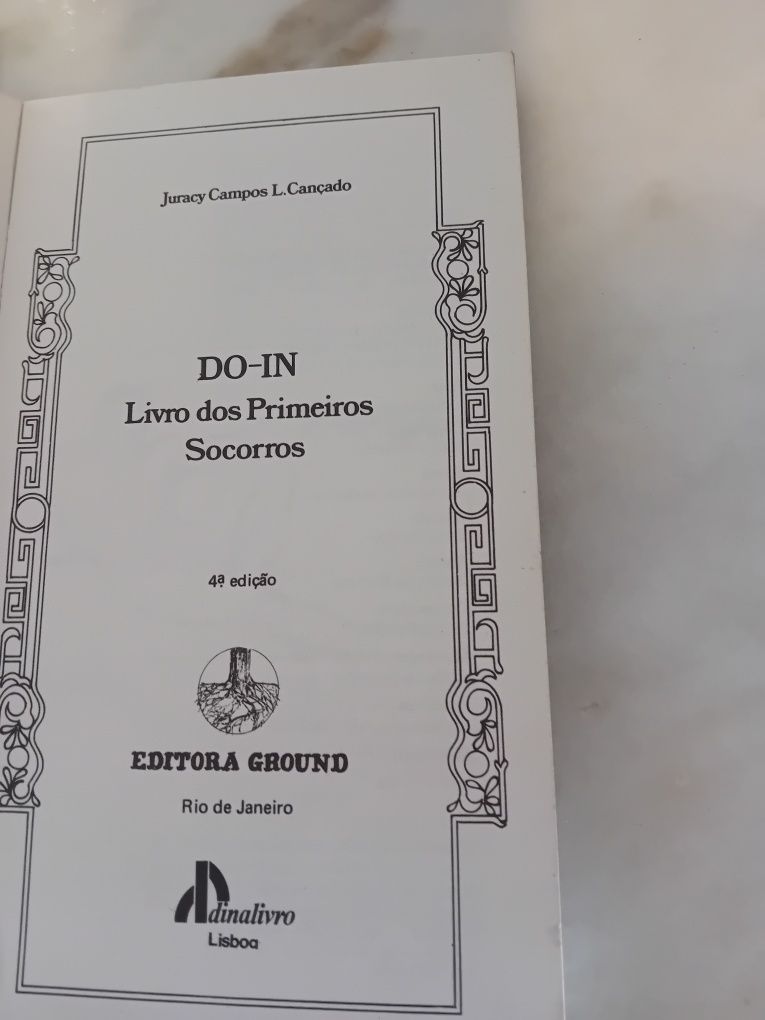 Juracy Campos L.Cançado
DO-IN
Livro dos Primeiros
Socorros
4ª edição
EDITORA GROUND
Rio de Janeiro
dinalivro
Lisboa